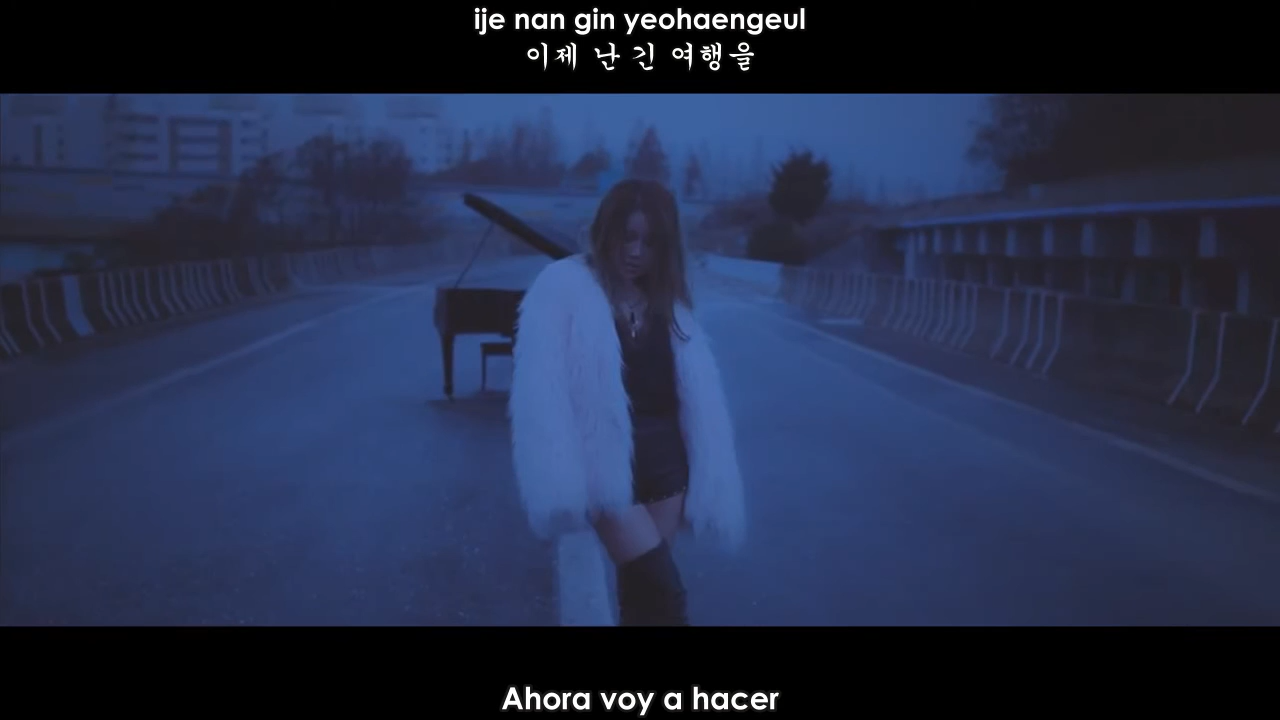 ije nan gin yeohaengeul
이제 난 긴 여행을
Ahora voy a hacer